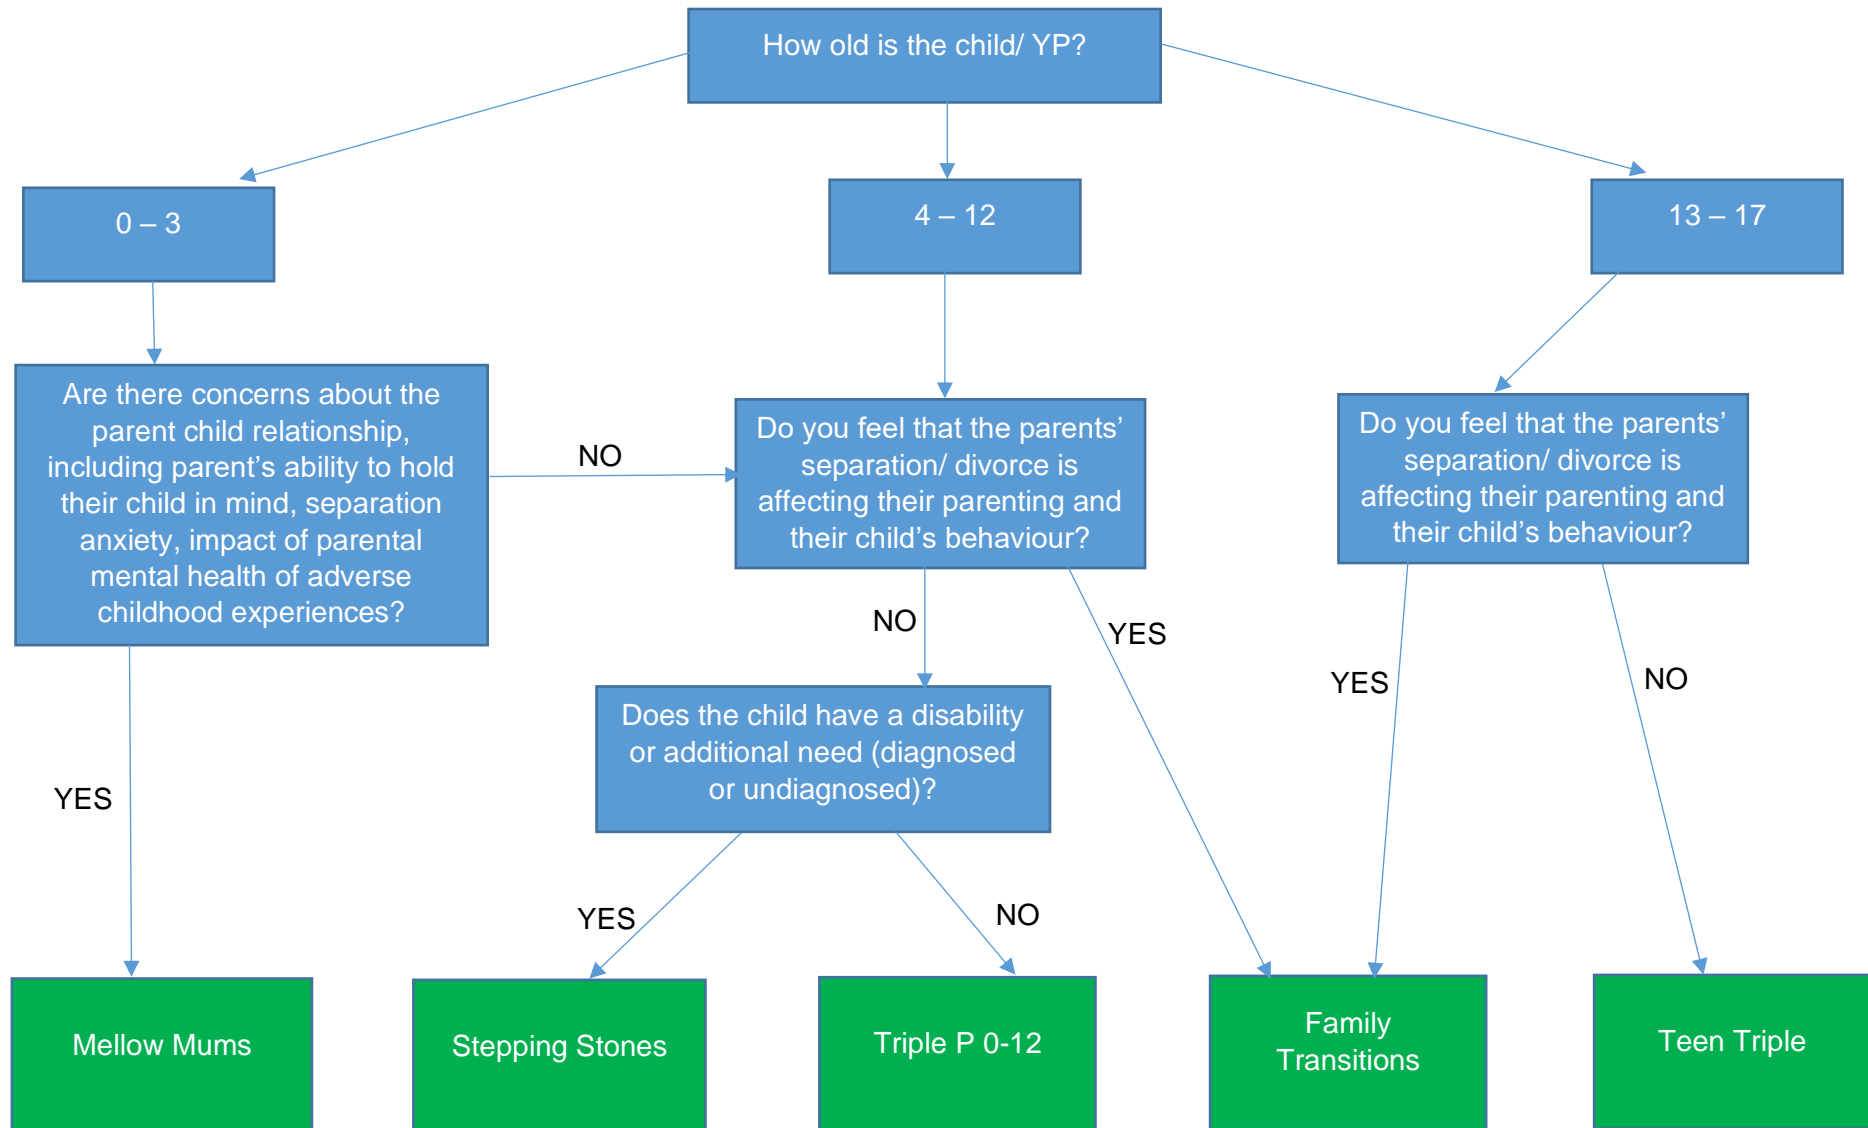 How old is the child/ YP?
0 – 3
4 – 12
13 – 17
Are there concerns about the
parent child relationship,
including parent’s ability to hold
their child in mind, separation
anxiety, impact of parental
mental health of adverse
childhood experiences?
NO
Do you feel that the parents’
separation/ divorce is
affecting their parenting and
their child’s behaviour?
Do you feel that the parents’
separation/ divorce is
affecting their parenting and
their child’s behaviour?
NO
YES
YES
NO
Does the child have a disability
or additional need (diagnosed
or undiagnosed)?
YES
YES
NO
Mellow Mums
Stepping Stones
Triple P 0-12
Family
Transitions
Teen Triple